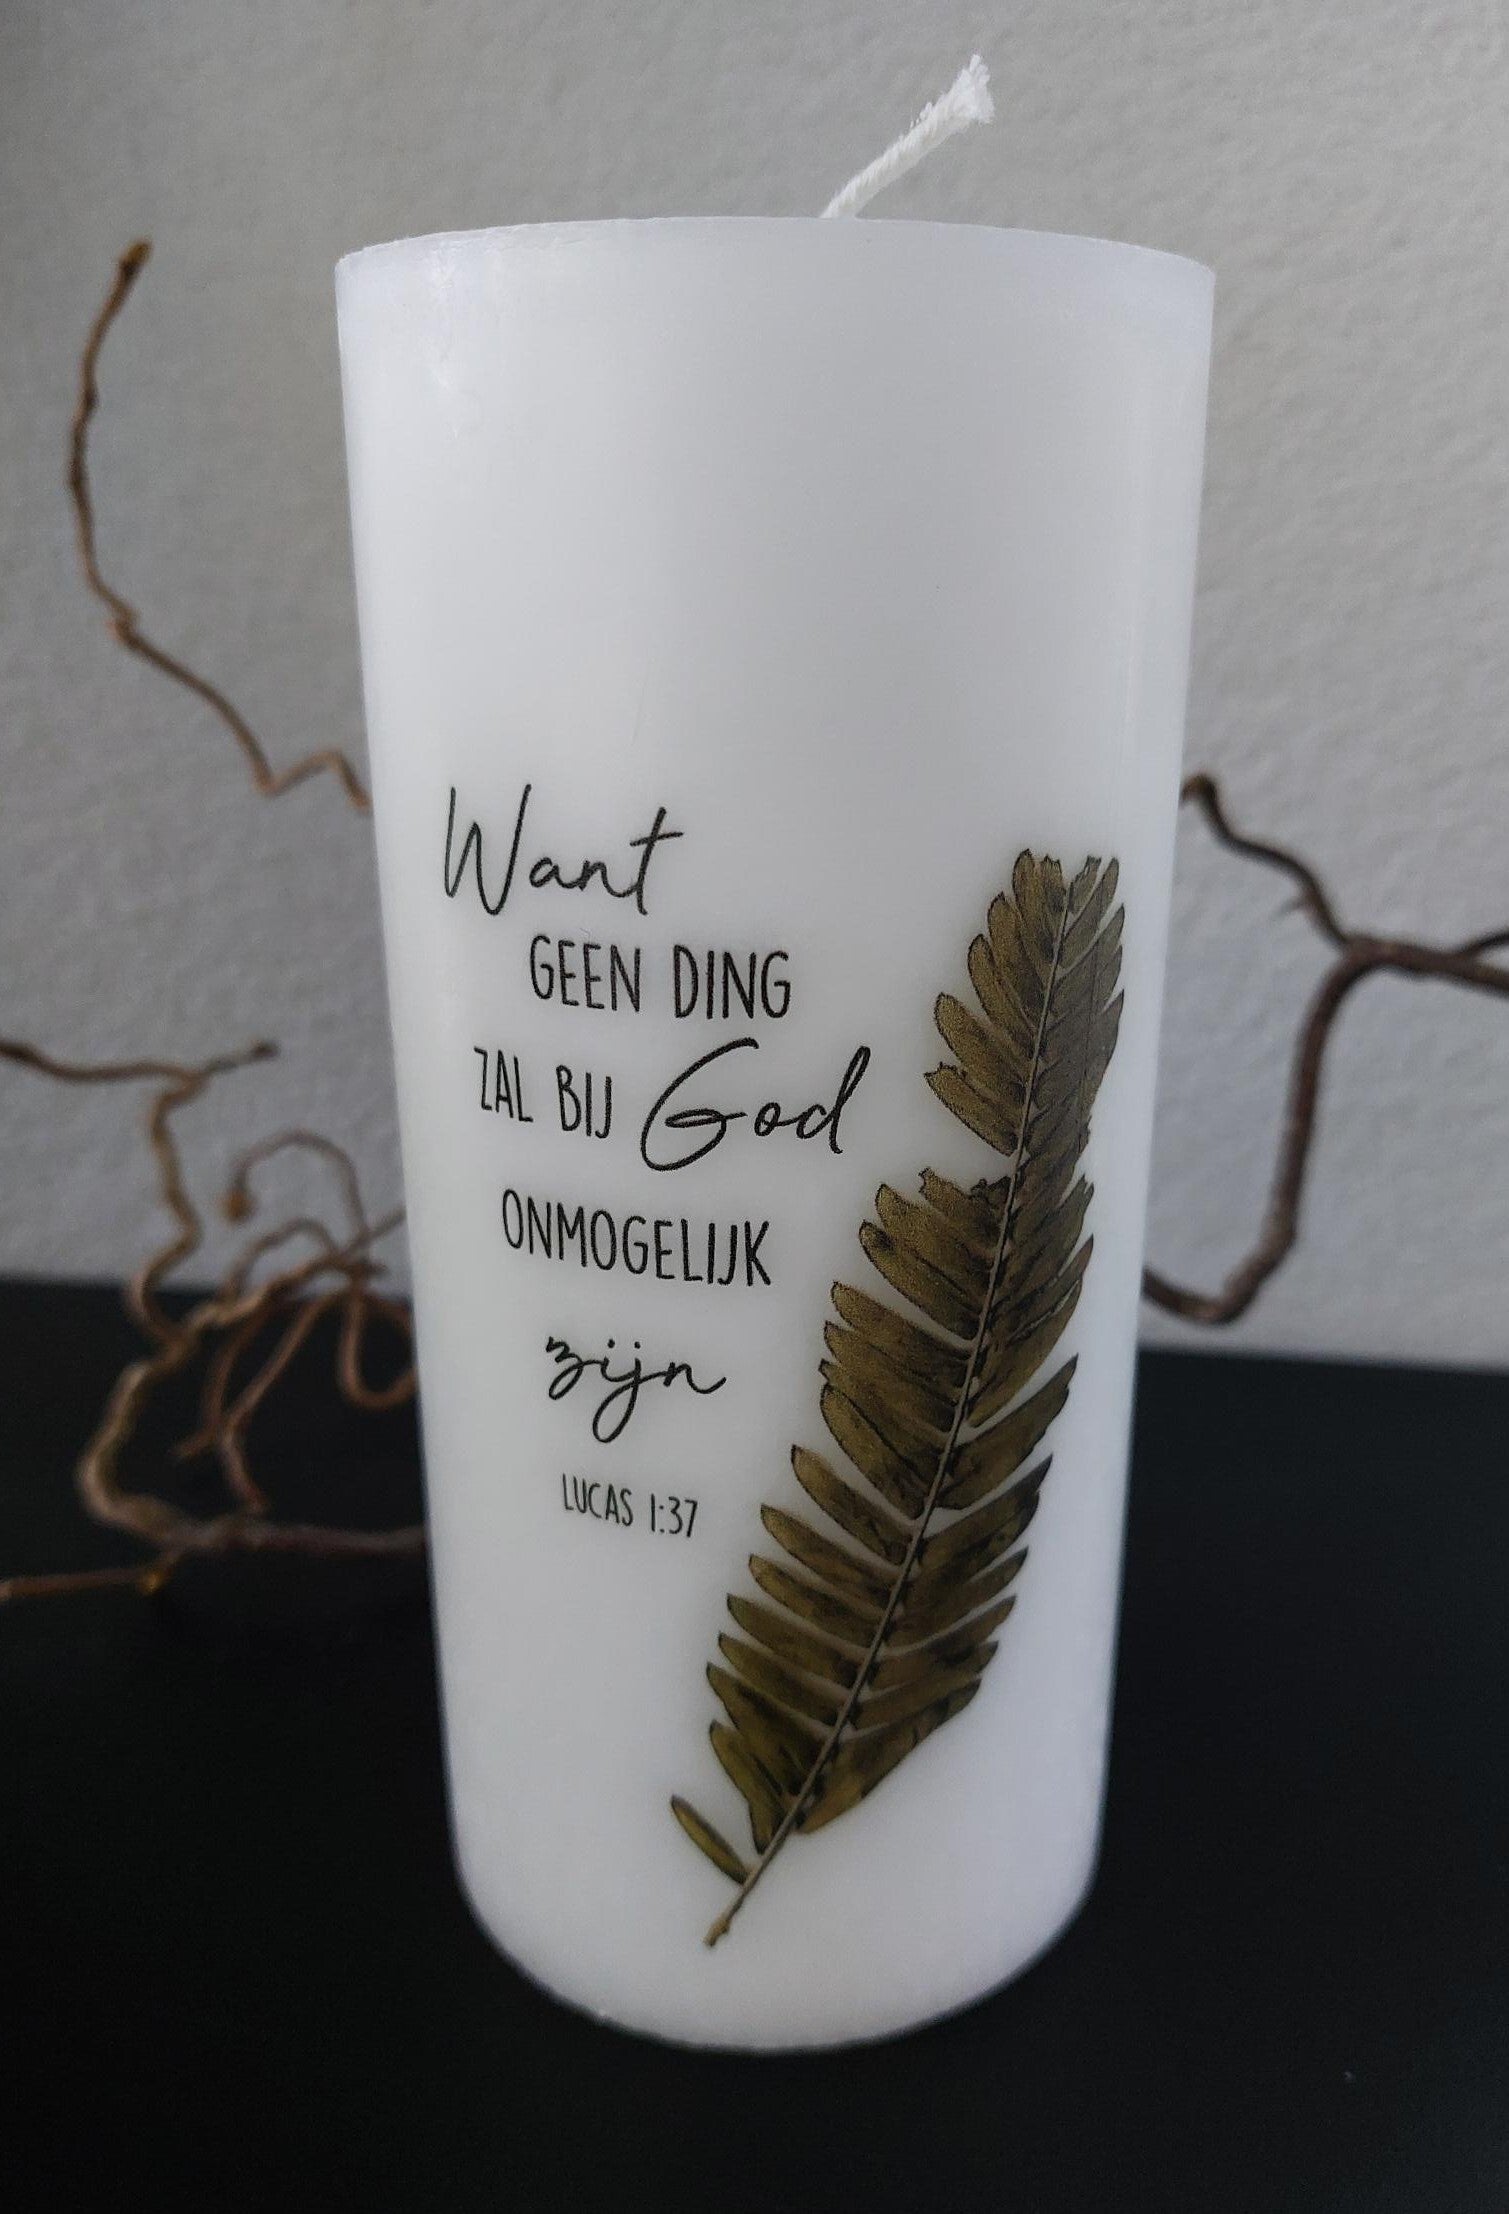 Want
GEEN DING
ZAL BIJ God
ONMOGELIJK
zijn
LUCAS 1:37